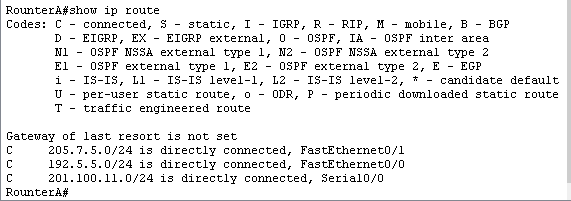 RounterA#show ip route
Codes: C - connected, S - static, I - IGRP, R - RIP, M - mobile, B - BGP
D - EIGRP, EX - EIGRP external, O - OSPF, IA - OSPF inter area
N1 - OSPF NSSA external type 1, N2 - OSPF NSSA external type 2
E1 - OSPF external type 1, E2 - OSPF external type 2, E - EGP
i - IS-IS, L1 - IS-IS level-1, L2 - IS-IS level-2, * - candidate default
U - per-user static route, o - ODR, P - periodic downloaded static route
T - traffic engineered route
Gateway of last resort is not set
C 205.7.5.0/24 is directly connected, FastEthernet0/1
C 192.5.5.0/24 is directly connected, FastEthernet0/0
C 201.100.11.0/24 is directly connected, Serial0/0
RounterA#